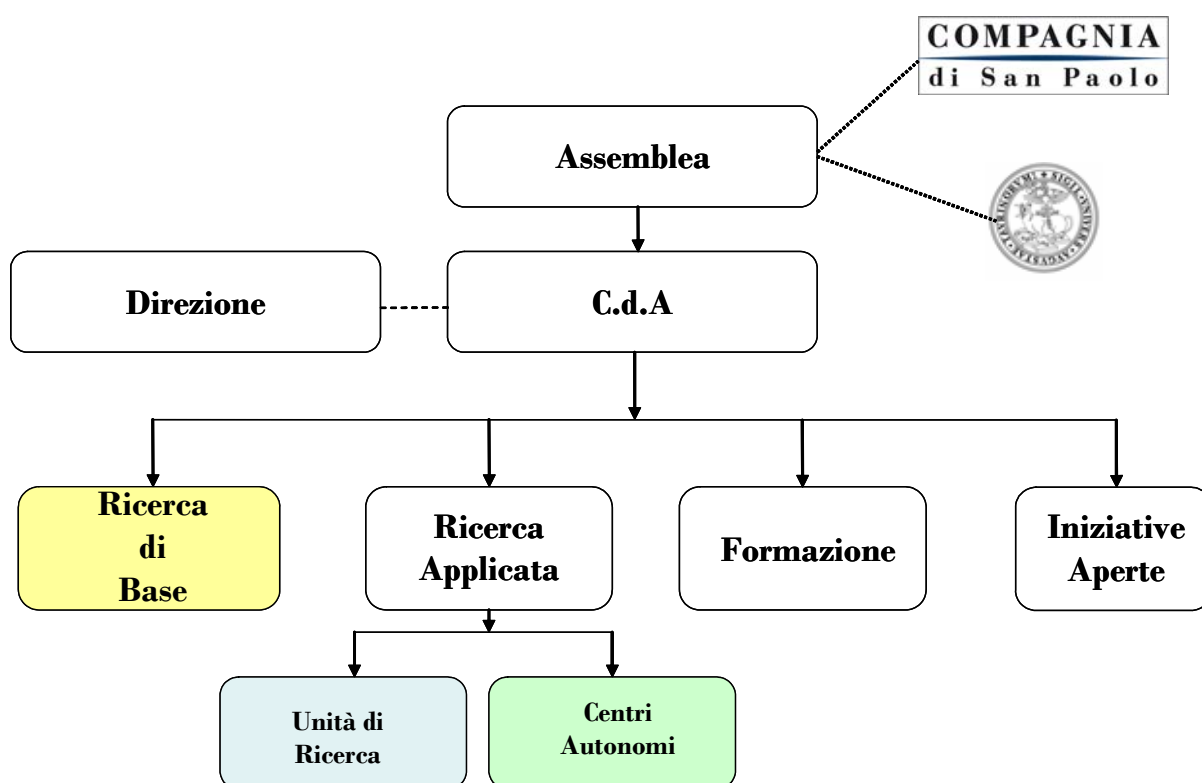 COMPAGNIA
di San Paolo
Assemblea
Direzione
C.d.A
Ricerca
di
Base
Ricerca
Applicata
Formazione
Iniziative
Aperte
Unità di
Ricerca
Centri
Autonomi